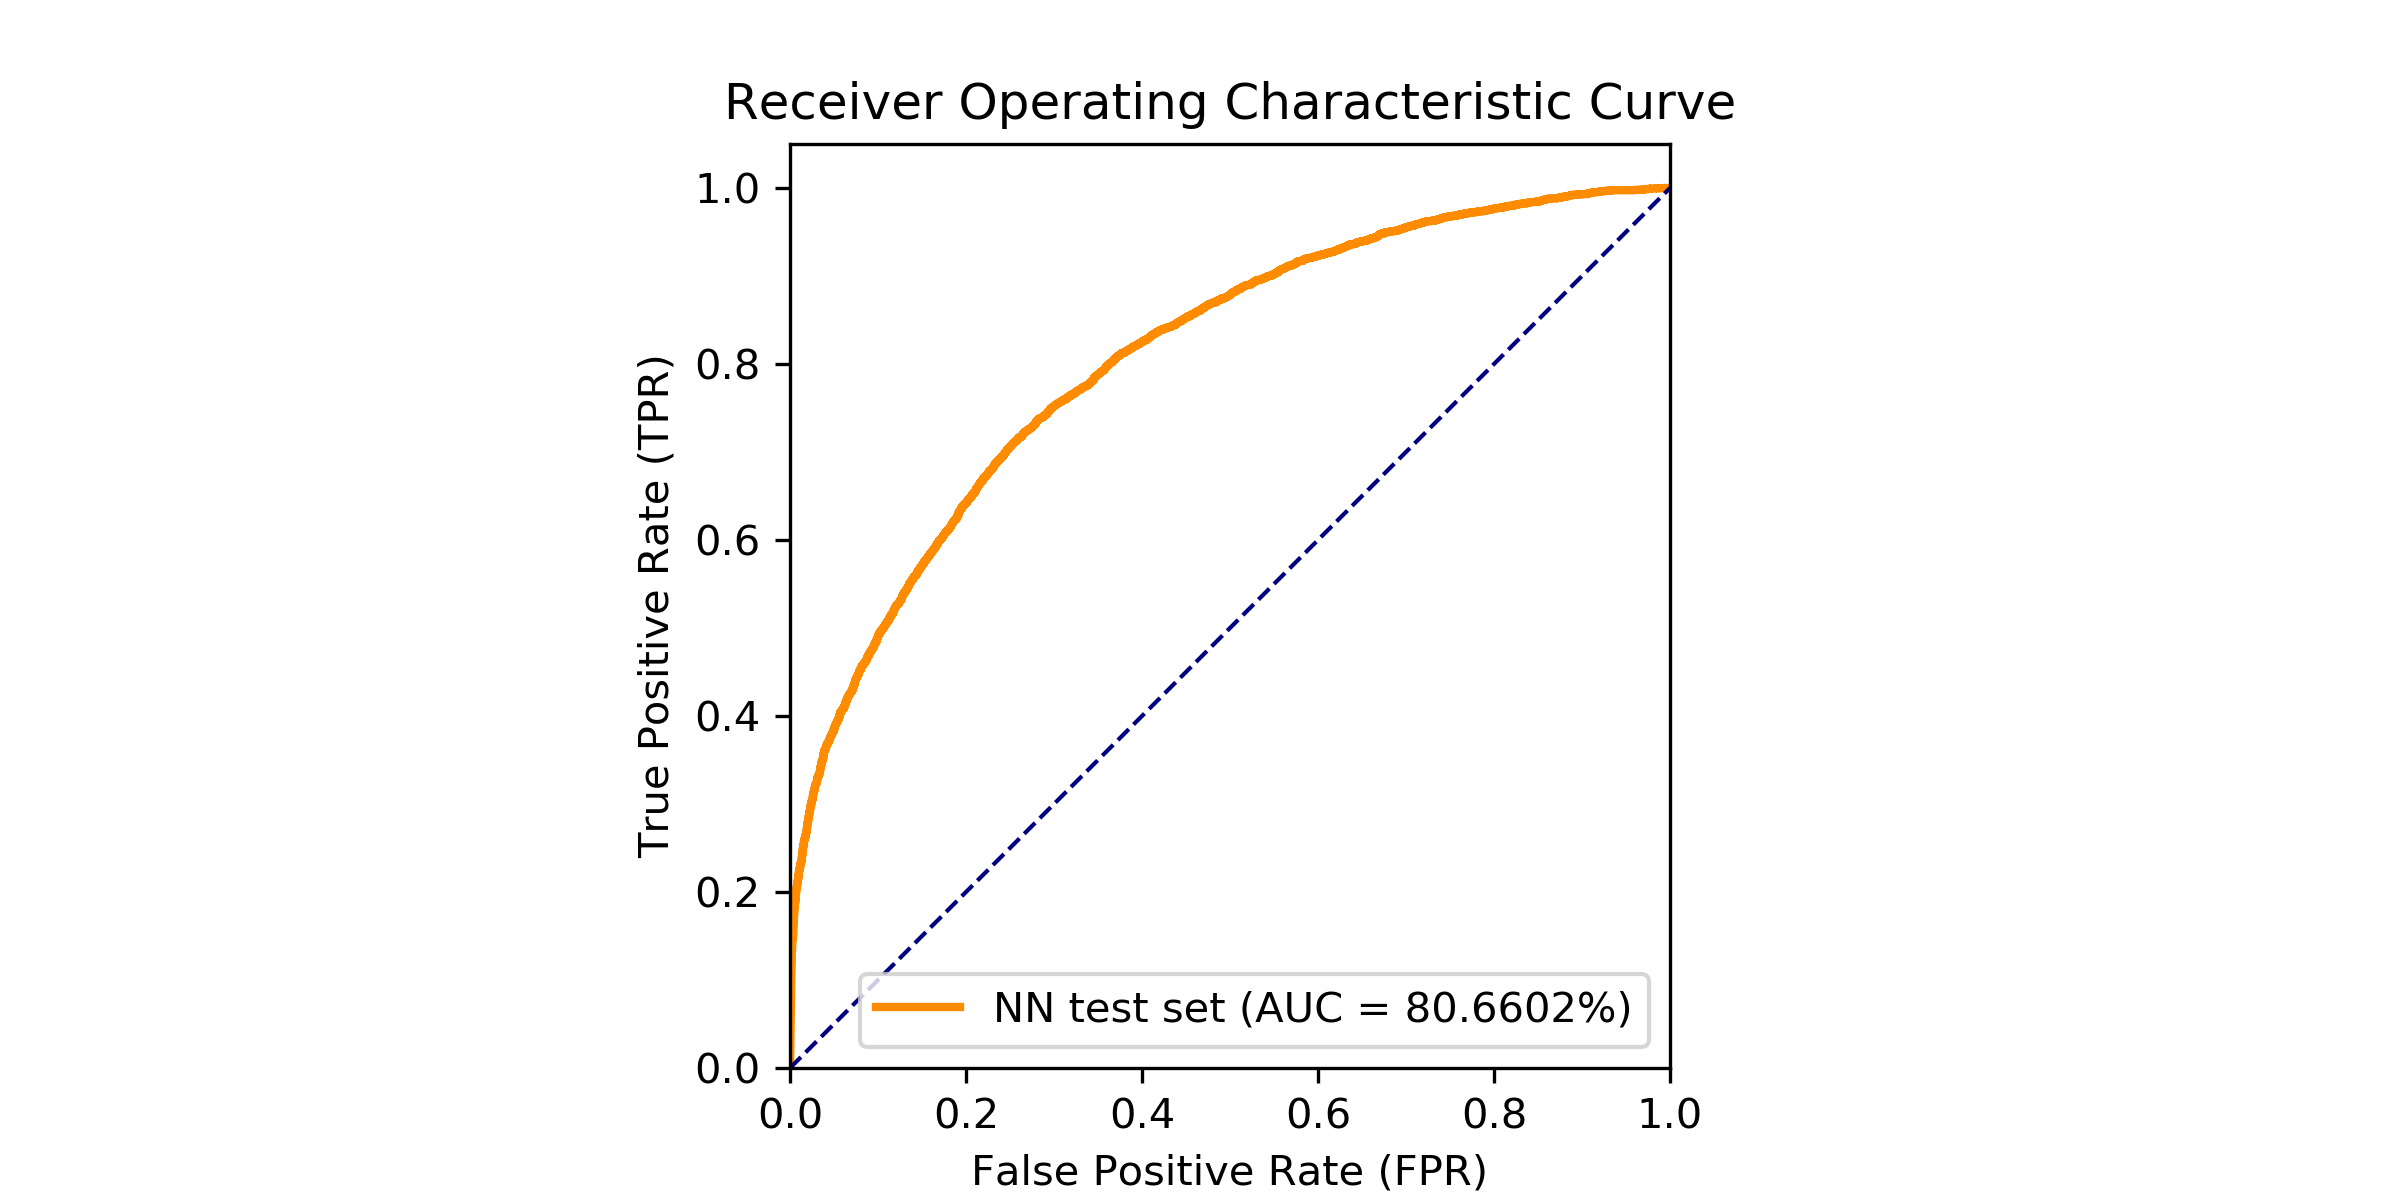 Receiver Operating Characteristic Curve
True Positive Rate (TPR)
1.0
0.8
0.6
0.4
0.2
0.0
NN test set (AUC = 80.6602%)
0.0 0.2 0.4 0.6 0.8 1.0
False Positive Rate (FPR)